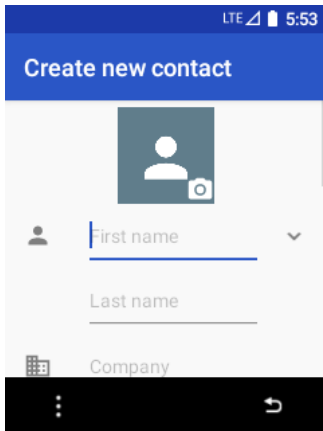 LTE 5:53
Create new contact
First name
Last name
Company